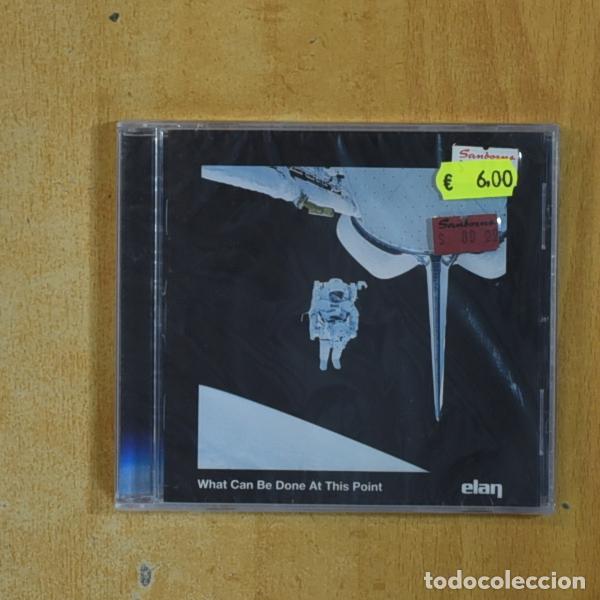 Sanborns
€ 6,00
Sanborns
What Can Be Done At This Point
elan
todocoleccion